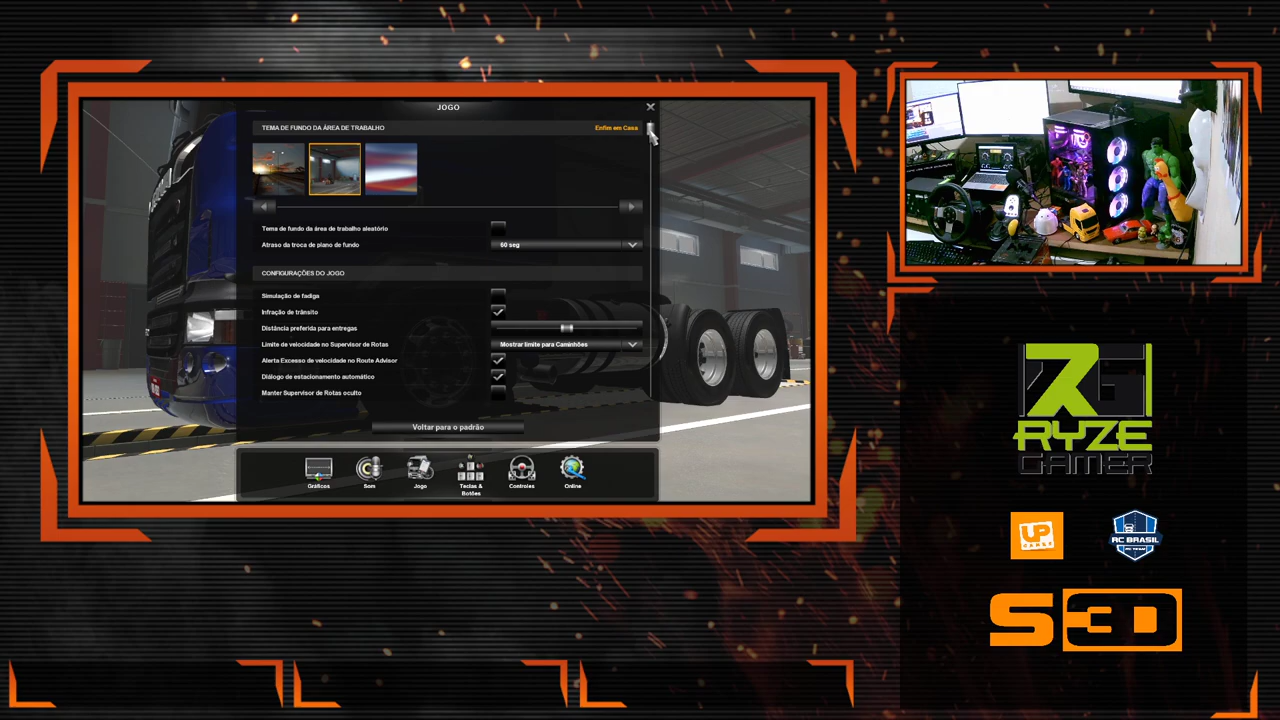 JOGO
TEMA DE FUNDO DA ÁREA DE TRABALHO
Enfim em Casa
Tema de fundo da área de trabalho aleatório
Atraso da troca de plano de fundo
60 seg
CONFIGURAÇÕES DO JOGO
Simulação de fadiga
Infração de trânsito
Distância preferida para entregas
Limite de velocidade no Supervisor de Rotas
Mostrar limite para Caminhões
Alerta Excesso de velocidade no Route Advisor
Diálogo de estacionamento automático
Manter Supervisor de Rotas oculto
Voltar para o padrão
Gráficos
Som
Jogo
Teclas &
Botões
Controles
Online
RYZE
GAMER
UP
RC BRASIL
S3D